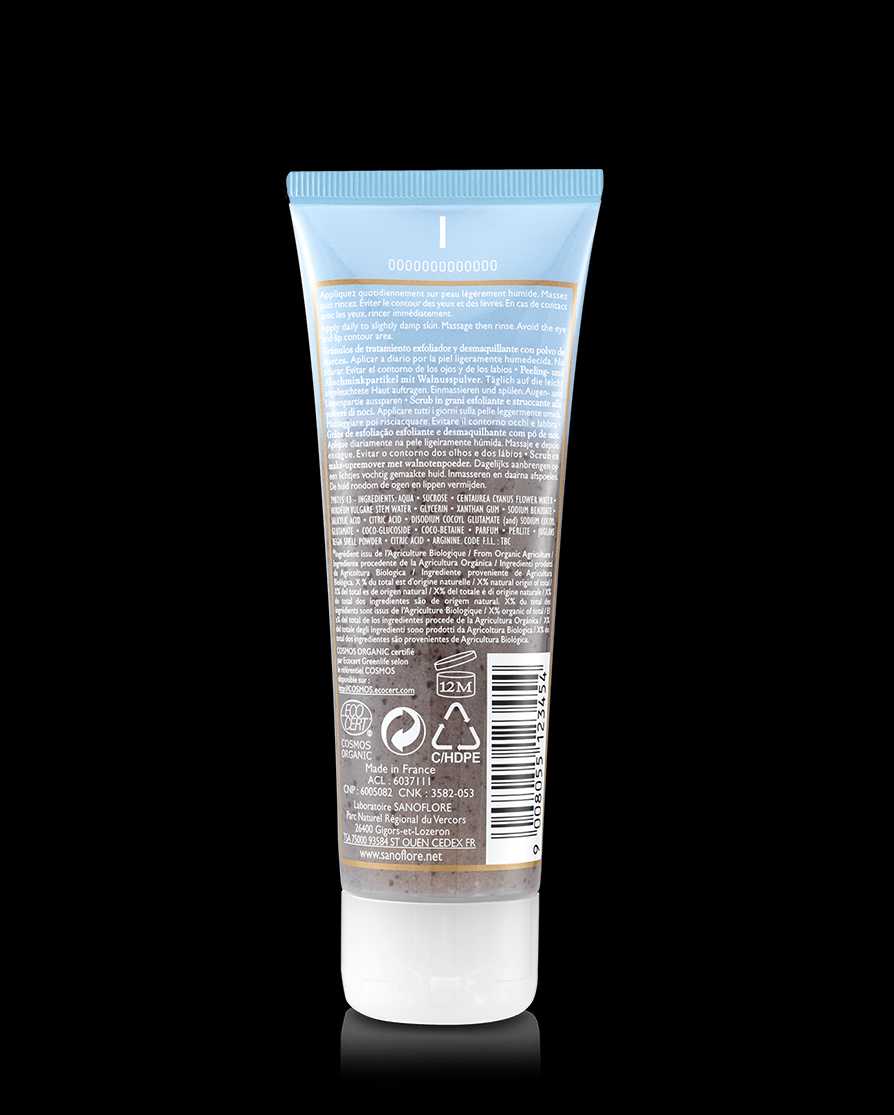 0000000000000
Appliquez quotidiennement sur peau légèrement humide. Massez
puis rincez. Éviter le contour des yeux et des lèvres. En cas de contact
avec les yeux, rincer immédiatement.
Apply daily to slightly damp skin. Massage then rinse. Avoid the eye
and lip contour area.
Gránulos de tratamiento exfoliador y desmaquillante con polvo de
nueces. Aplicar a diario por la piel ligeramente humedecida.
Evitar el contorno de los ojos y de los labios • Peeling- und
Abschminkpartikel mit Walnusspulver. Täglich auf die leicht
angefeuchtete Haut auftragen. Einmassieren und spülen. Augen- und
Lippenpartie aussparen • Scrub in grani esfoliante e struccante alla
polveri di noci. Applicare tutti i giorni sulla pelle leggermente umida.
Massaggiare poi risciacquare. Evitare il contorno occhi e labbra •
Grãos de esfoliação esfoliante e desmaquilhante com pó de noz.
Aplique diariamente na pele ligeiramente húmida. Massaje e depois
enxague. Evitar o contorno dos olhos e dos lábios • Scrub en
make-upremover met walnotenpoeder. Dagelijks aanbrengen op
een lichtjes vochtig gemaakte huid. Inmasseren en daarna afspoelen.
De huid rondom de ogen en lippen vermijden.
13 - INGREDIENTS: AQUA • SUCROSE • CENTAUREA CYANUS FLOWER WATER •
HORDEUM VULGARE STEM WATER • GLYCERIN • XANTHAN GUM • SODIUM BENZOATE •
SALICYLIC ACID • CITRIC ACID • DISODIUM COCOYL GLUTAMATE (and) SODIUM COCOYL
GLUTAMATE • COCO-GLUCOSIDE • COCO-BETAINE • PARFUM • PERLITE • JUGLANS
REGIA SHELL POWDER • CITRIC ACID • ARGININE. CODE F.I.L. : TBC
*Ingrédient issu de l'Agriculture Biologique / From Organic Agriculture /
Ingrediente procedente de la Agricultura Orgánica / Ingredienti prodotti
da Agricoltura Biologica / Ingrediente proveniente de Agricultura
Biológica. X % du total est d'origine naturelle / X% natural origin of total /
X% del total es de origen natural / X% del totale è di origine naturale / X%
do total dos ingredientes são de origem natural. X% du total des
ingrédients sont issus de l'Agriculture Biologique / X% organic of total / El
X% del total de los ingredientes procede de la Agricultura Orgánica / X%
del totale degli ingredienti sono prodotti da Agricoltura Biologica / X% do
total dos ingredientes são provenientes de Agricultura Biológica.
COSMOS ORGANIC certifié
par Ecocert Greenlife selon
le référentiel COSMOS
disponible sur :
http://COSMOS.ecocert.com
12M
ECO
CERT®
COSMOS
ORGANIC
C/HDPE
Made in France
ACL : 6037111
CNP : 6005082 CNK : 3582-053
Laboratoire SANOFLORE
Parc Naturel Régional du Vercors
26400 Gigors-et-Lozeron
TSA 75000 93584 ST OUEN CEDEX FR
www.sanoflore.net
9 008055 123454